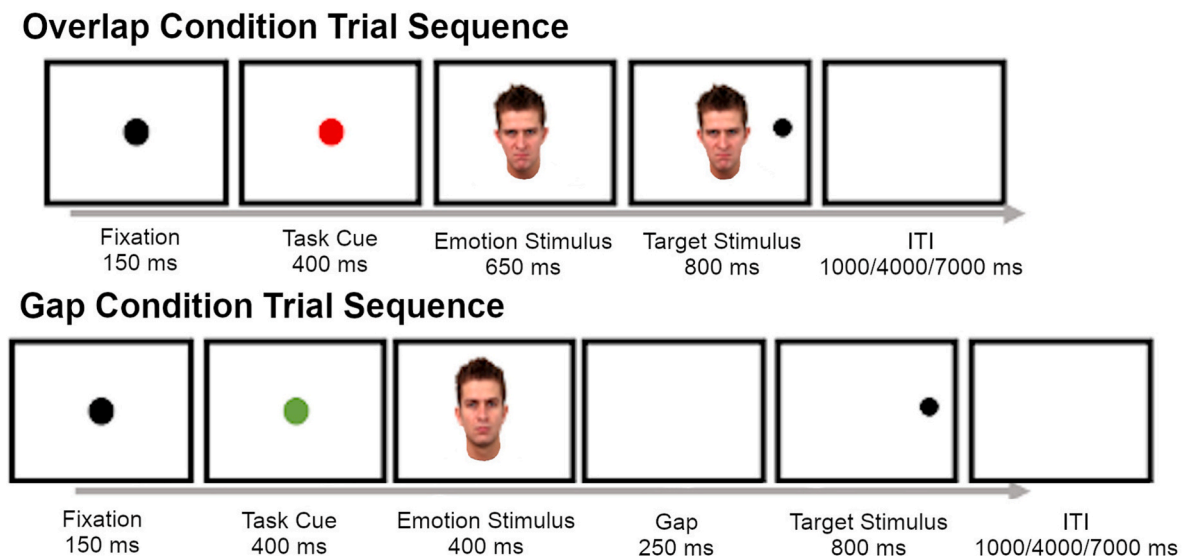 Overlap Condition Trial Sequence
Fixation
150 ms
Task Cue
400 ms
Emotion Stimulus
650 ms
Target Stimulus
800 ms
ITI
1000/4000/7000 ms
Gap Condition Trial Sequence
Fixation
150 ms
Task Cue
400 ms
Emotion Stimulus
400 ms
Gap
250 ms
Target Stimulus
800 ms
ITI
1000/4000/7000 ms